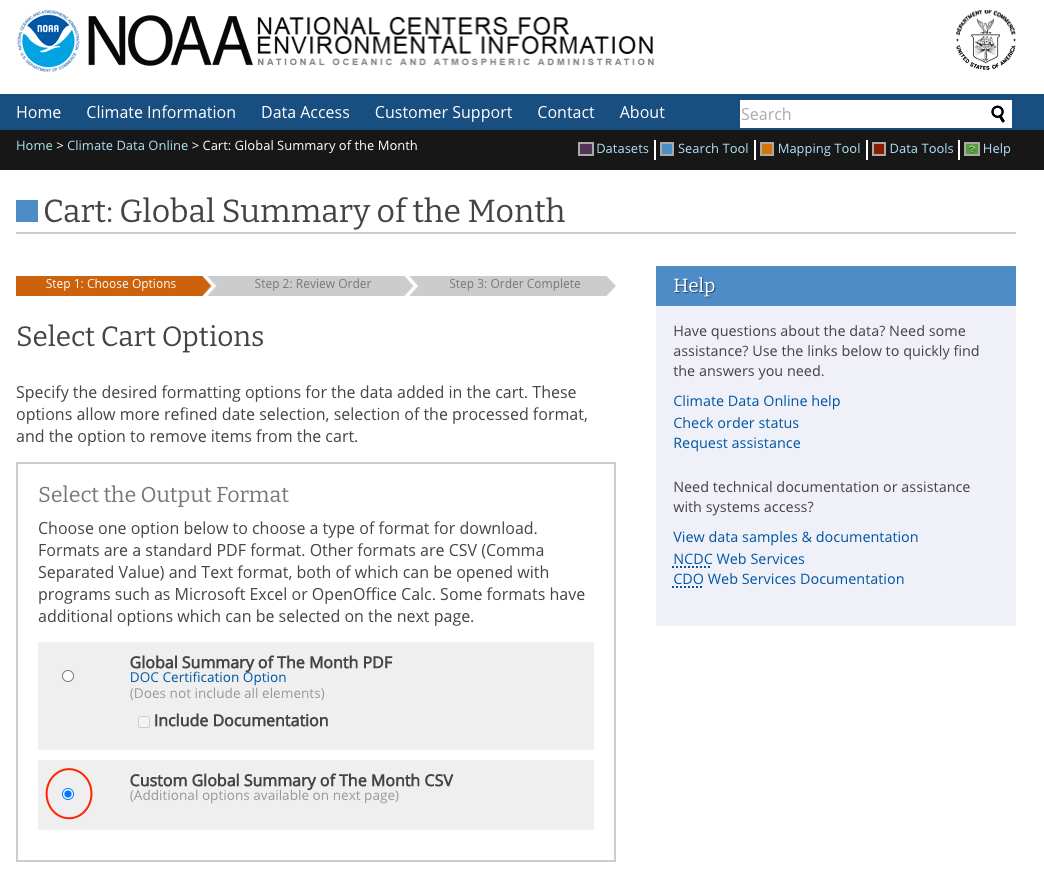 NOAA
NATIONAL CENTERS FOR
ENVIRONMENTAL INFORMATION
NATIONAL OCEANIC AND ATMOSPHERIC ADMINISTRATION
NOAA
NATIONAL OCEANIC AND ATMOSPHERIC ADMINISTRATION
U.S. DEPARTMENT OF COMMERCE
DEPARTMENT OF COMMERCE
UNITED STATES OF AMERICA
Home Climate Information Data Access Customer Support Contact About Search
Home > Climate Data Online > Cart: Global Summary of the Month
Datasets Search Tool Mapping Tool Data Tools ? Help
Cart: Global Summary of the Month
Step 1: Choose Options Step 2: Review Order Step 3: Order Complete
Select Cart Options
Specify the desired formatting options for the data added in the cart. These
options allow more refined date selection, selection of the processed format,
and the option to remove items from the cart.
Select the Output Format
Choose one option below to choose a type of format for download.
Formats are a standard PDF format. Other formats are CSV (Comma
Separated Value) and Text format, both of which can be opened with
programs such as Microsoft Excel or OpenOffice Calc. Some formats have
additional options which can be selected on the next page.
Global Summary of The Month PDF
DOC Certification Option
(Does not include all elements)
Include Documentation
Custom Global Summary of The Month CSV
(Additional options available on next page)
Help
Have questions about the data? Need some
assistance? Use the links below to quickly find
the answers you need.
Climate Data Online help
Check order status
Request assistance
Need technical documentation or assistance
with systems access?
View data samples & documentation
NCDC Web Services
CDO Web Services Documentation